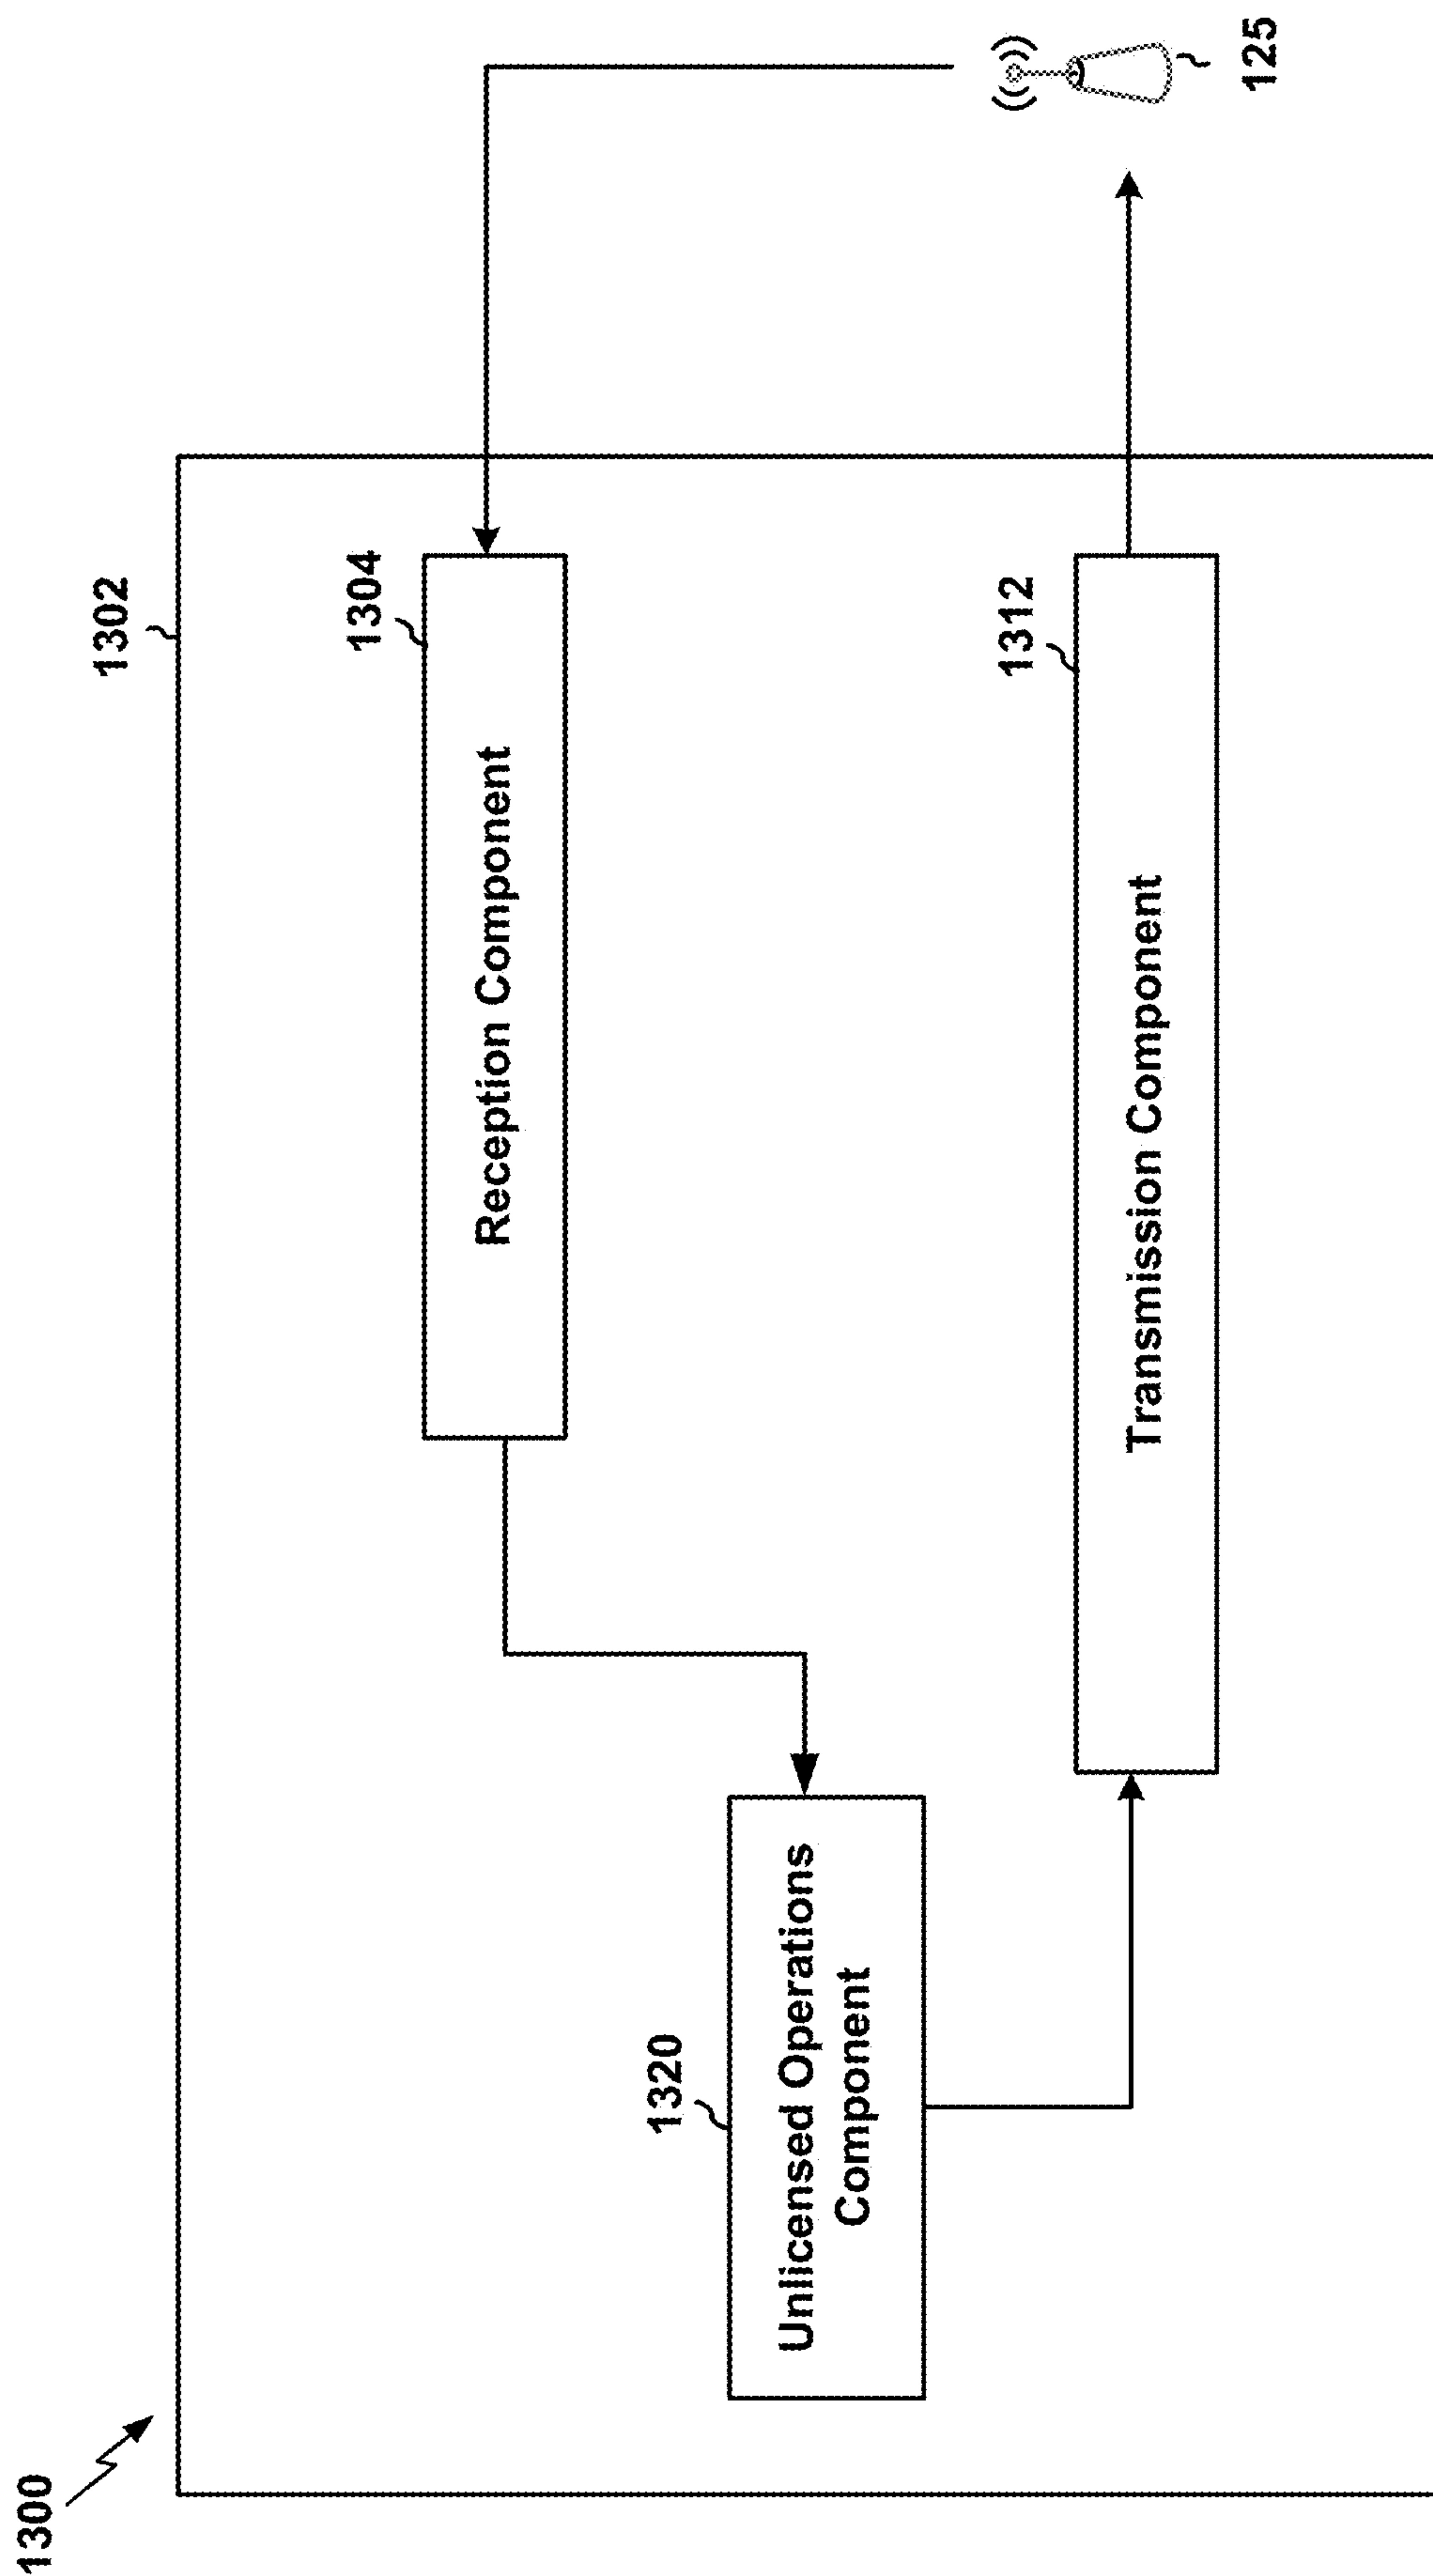 1300
1302
1304
Reception Component
1320
Unlicensed Operations
Component
1312
Transmission Component
125